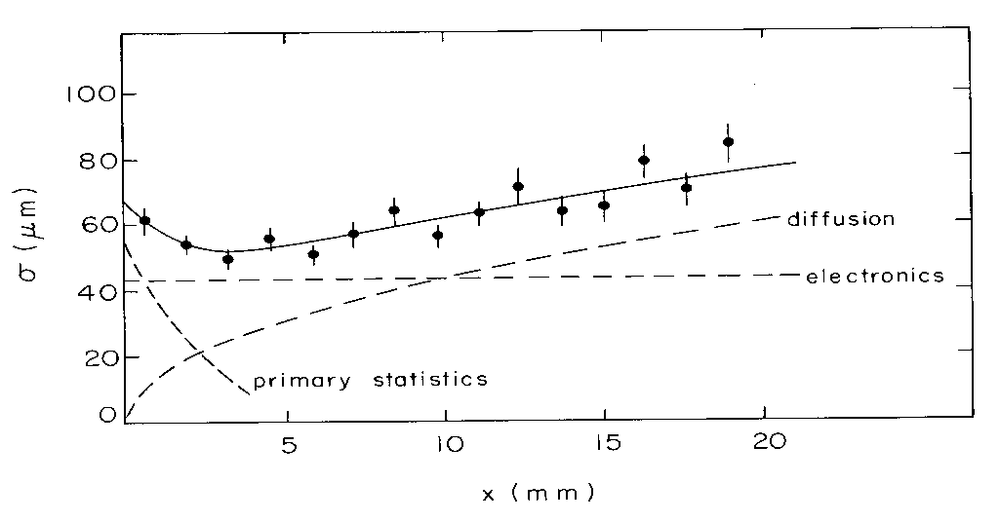 100
80
60
40
20
0
σ (μm)
diffusion
electronics
primary statistics
5 10 15 20
x (mm)